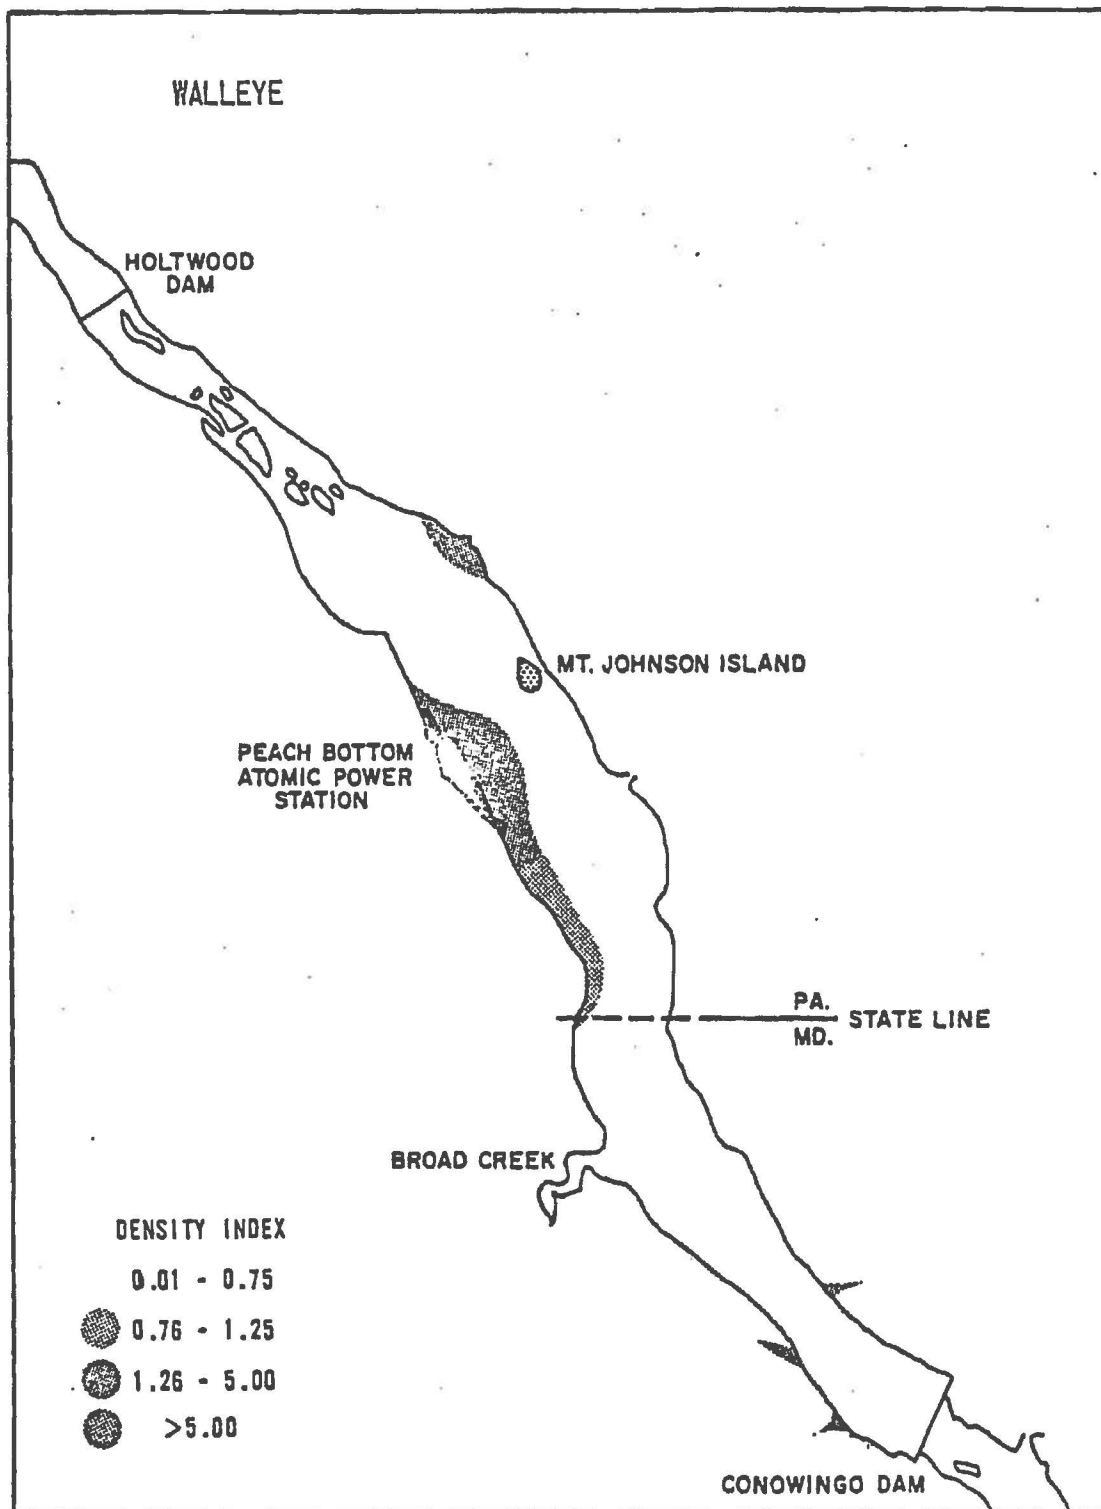 WALLEYE
HOLTWOOD
DAM
MT. JOHNSON ISLAND
PEACH BOTTOM
ATOMIC POWER
STATION
PA.
STATE LINE
MD.
BROAD CREEK
DENSITY INDEX
0.01 - 0.75
0.76 - 1.25
1.26 - 5.00
>5.00
CONOWINGO DAM